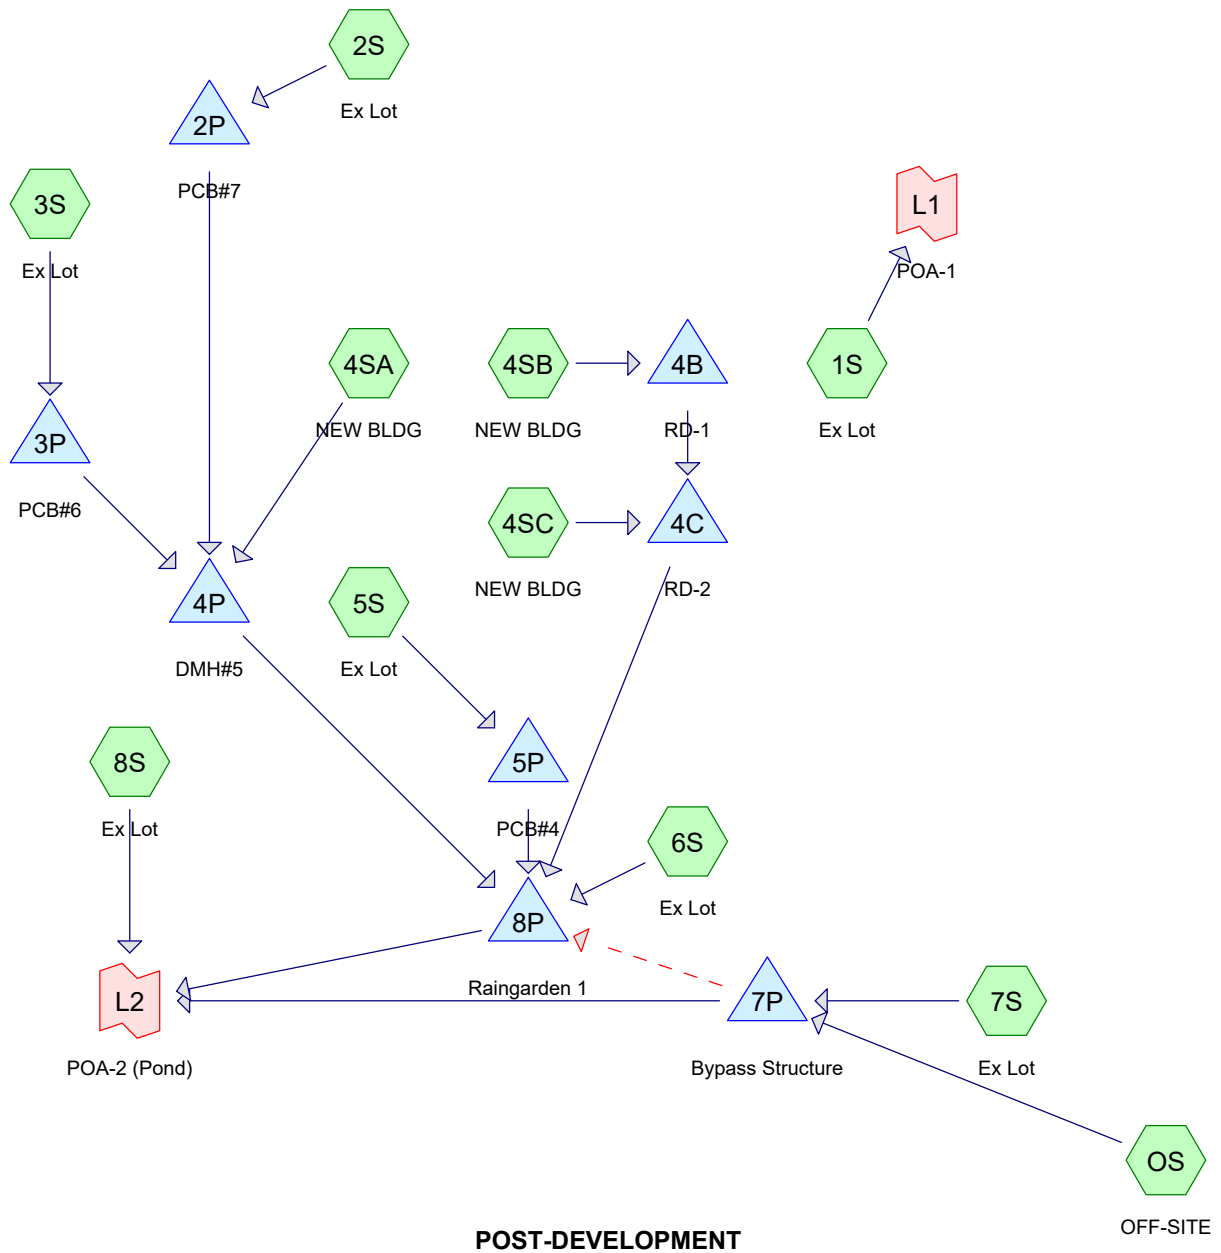 2S
Ex Lot
2P
PCB#7
3S
Ex Lot
L1
POA-1
4SA
NEW BLDG
4SB
NEW BLDG
4B
RD-1
1S
Ex Lot
3P
PCB#6
4SC
NEW BLDG
4C
RD-2
4P
DMH#5
5S
Ex Lot
8S
Ex Lot
5P
PCB#4
6S
Ex Lot
8P
Raingarden 1
L2
POA-2 (Pond)
7P
Bypass Structure
7S
Ex Lot
OS
OFF-SITE
POST-DEVELOPMENT